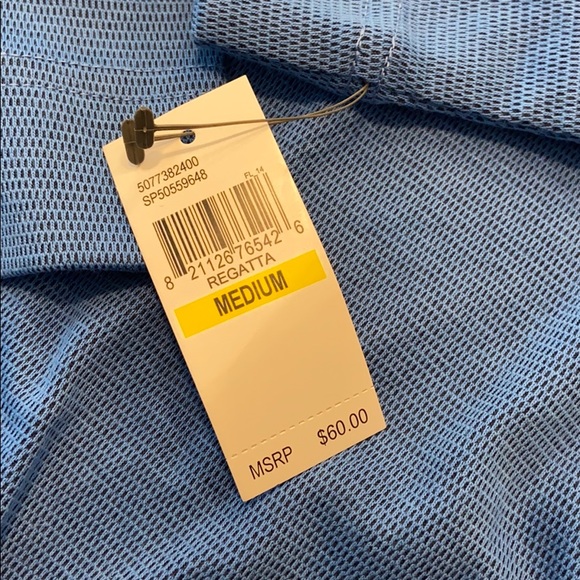 5077382400
SP50559648
FL 14
8 21126 76542 6
REGATTA
MEDIUM
MSRP $60.00